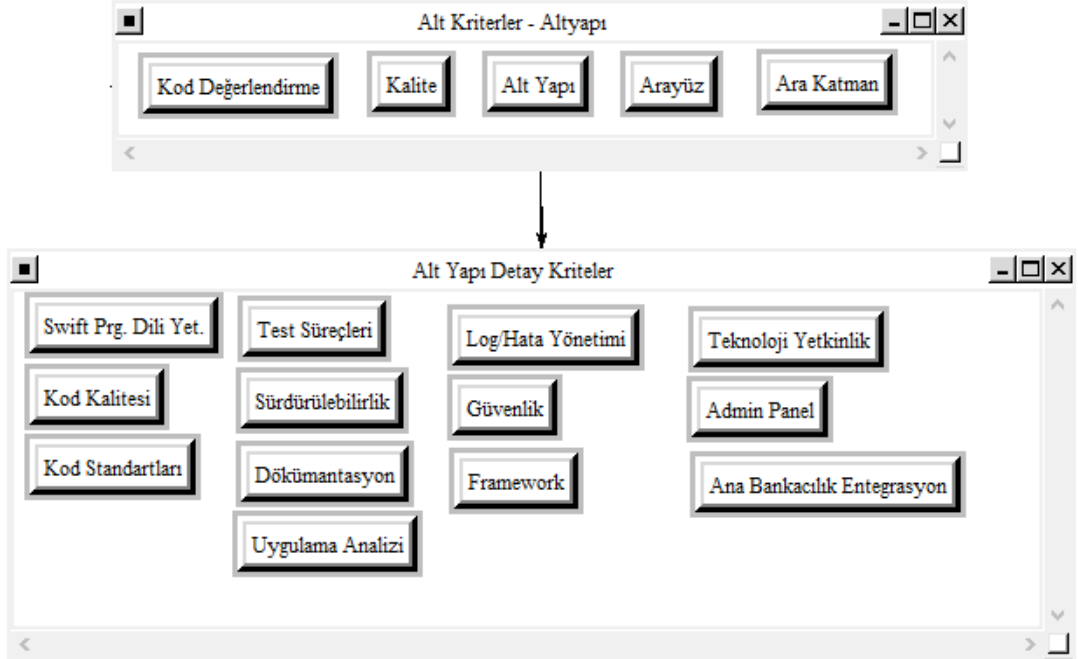 Alt Kriterler - Altyapı
Kod Değerlendirme
Kalite
Alt Yapı
Arayüz
Ara Katman
Alt Yapı Detay Kriteler
Swift Prg. Dili Yet.
Kod Kalitesi
Kod Standartları
Test Süreçleri
Sürdürülebilirlik
Dökümantasyon
Uygulama Analizi
Log/Hata Yönetimi
Güvenlik
Framework
Teknoloji Yetkinlik
Admin Panel
Ana Bankacılık Entegrasyon